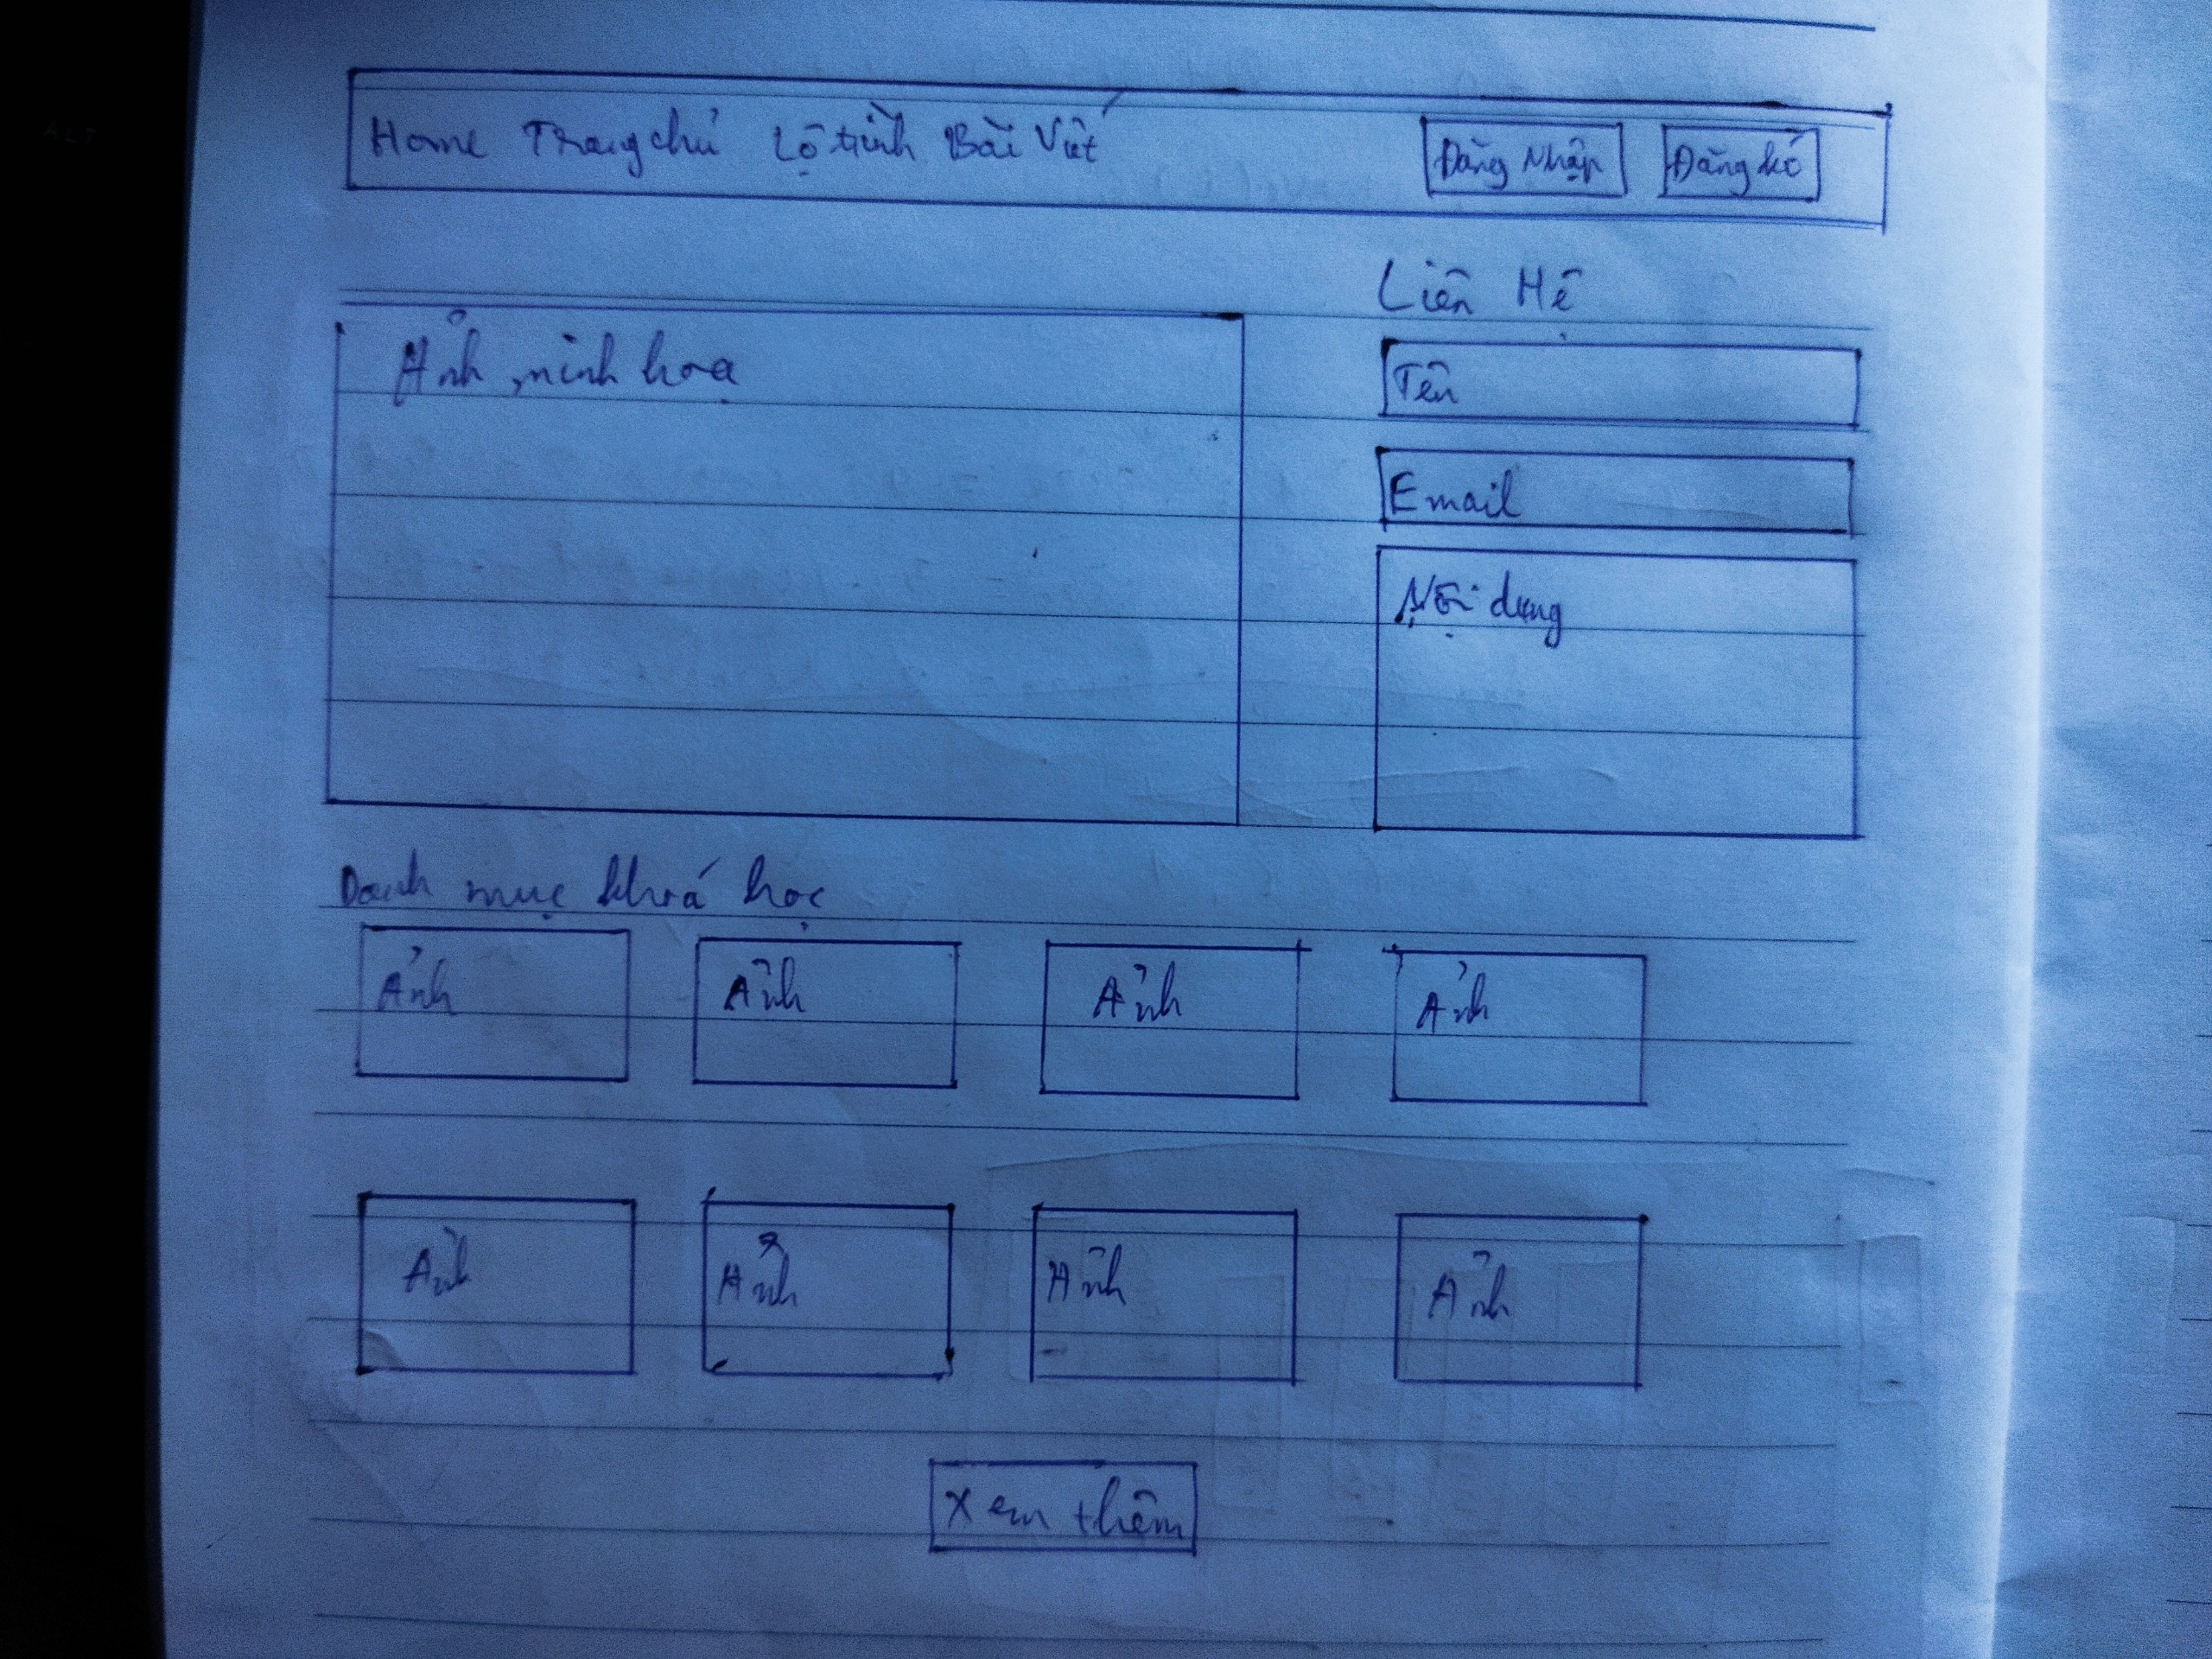 Home Trang chủ Lộ trình Bài Viết Đăng Nhập Đăng kí
Liên Hệ
Ảnh minh hoạ
Tên
Email
Nội dung
Danh mục khoá học
Ảnh Ảnh Ảnh Ảnh
Ảnh Ảnh Ảnh Ảnh
Xem thêm